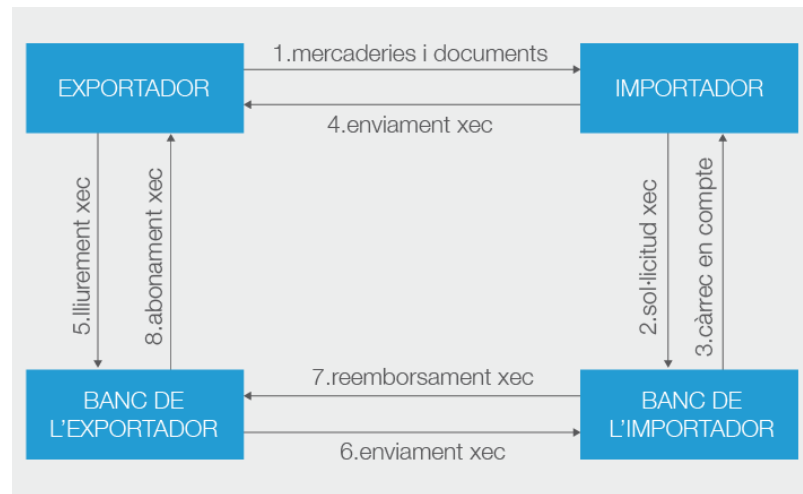 1.mercaderies i documents
EXPORTADOR
IMPORTADOR
4.enviament xec
5.lliurement xec
8.abonament xec
2.sol·licitud xec
3.càrrec en compte
7.reemborsament xec
BANC DE
L'EXPORTADOR
BANC DE
L'IMPORTADOR
6.enviament xec